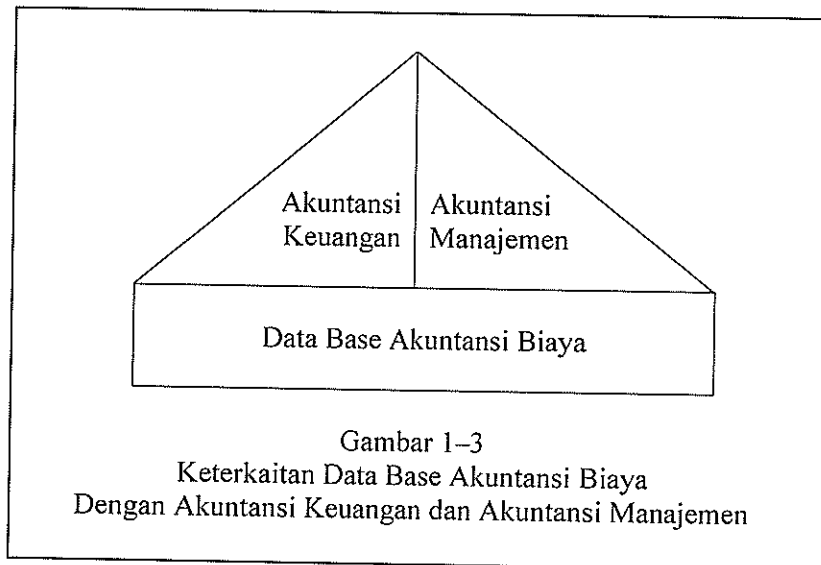 Akuntansi
Keuangan
Akuntansi
Manajemen
Data Base Akuntansi Biaya
Gambar 1–3
Keterkaitan Data Base Akuntansi Biaya
Dengan Akuntansi Keuangan dan Akuntansi Manajemen